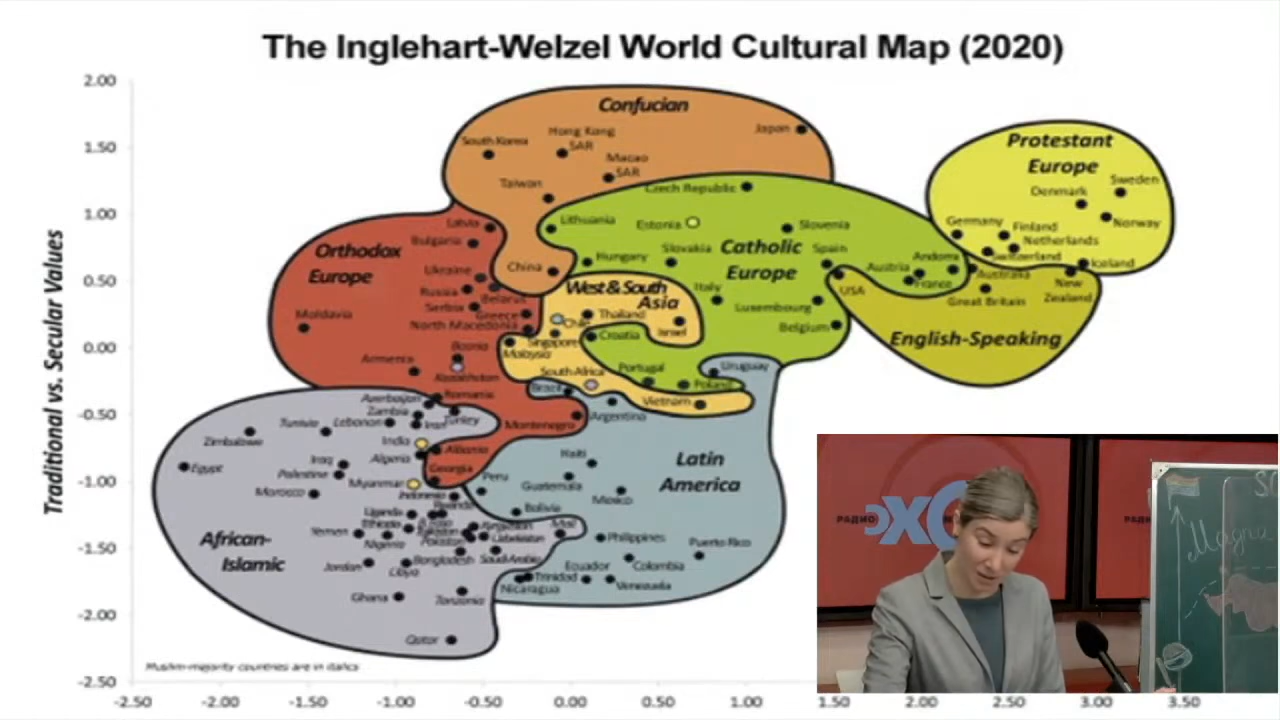 The Inglehart-Welzel World Cultural Map (2020)
Traditional vs. Secular Values
2.00
1.50
1.00
0.50
0.00
-0.50
-1.00
-1.50
-2.00
-2.50
-2.50
-2.00
-1.50
-1.00
-0.50
0.00
0.50
1.00
1.50
2.00
2.50
3.00
3.50
Confucian
Japan
South Korea
Hong Kong
SAR
Macao
SAR
Taiwan
China
Protestant
Europe
Sweden
Denmark
Norway
Germany
Finland
Netherlands
Switzerland
Iceland
Catholic
Europe
Czech Republic
Lithuania
Estonia
Slovenia
Hungary
Slovakia
Spain
Andorra
Austria
France
Italy
Luxembourg
Belgium
Croatia
Portugal
Poland
English-Speaking
USA
Australia
Great Britain
New
Zealand
Orthodox
Europe
Latvia
Bulgaria
Ukraine
Russia
Belarus
Serbia
Greece
North Macedonia
Moldavia
Bosnia
Armenia
Kazakhstan
Romania
Montenegro
Albania
Georgia
West & South
Asia
Thailand
Chile
Israel
Singapore
Malaysia
South Africa
Vietnam
Latin
America
Uruguay
Brazil
Argentina
Haiti
Peru
Guatemala
Mexico
Bolivia
Philippines
Puerto Rico
Ecuador
Colombia
Trinidad
Venezuela
Nicaragua
African-
Islamic
Azerbaijan
Zambia
Turkey
Tunisia
Lebanon
Iran
Zimbabwe
India
Egypt
Iraq
Algeria
Palestine
Myanmar
Morocco
Indonesia
Rwanda
Uganda
Ethiopia
B. Faso
Kyrgyzstan
Mali
Yemen
Nigeria
Pakistan
Uzbekistan
Bangladesh
Saudi Arabia
Jordan
Libya
Ghana
Tanzania
Qatar
Muslim-majority countries are in italics
РАДИО
ЭХО
РАДИ
Magna